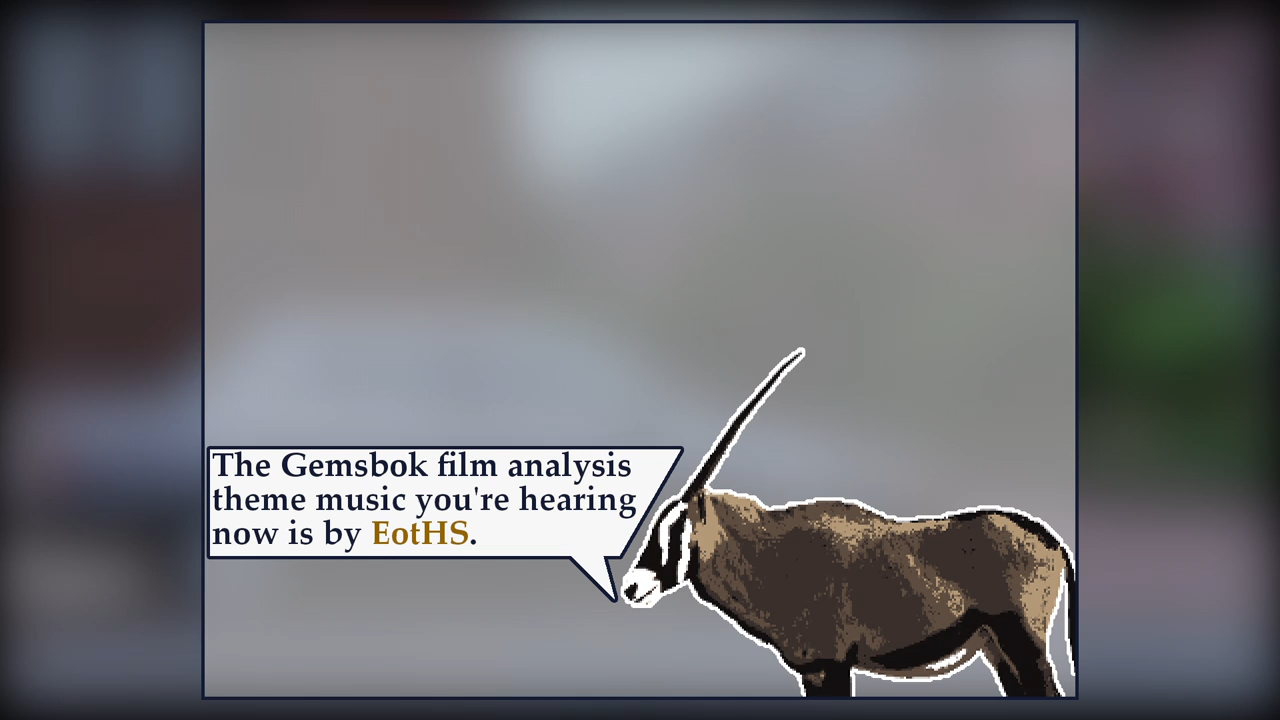 The Gemsbok film analysis
theme music you're hearing
now is by EotHS.